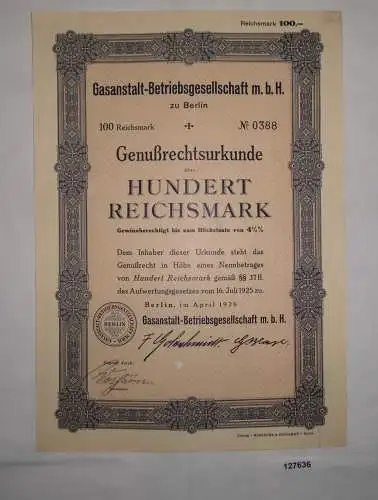 Reichsmark 100,—
Gasanstalt-Betriebsgesellschaft m. b. H.
zu Berlin
100 Reichsmark
№ 0388
Genußrechtsurkunde
über
HUNDERT
REICHSMARK
Gewinnberechtigt bis zum Höchstsatz von 4½%
Dem Inhaber dieser Urkunde steht das
Genußrecht in Höhe eines Nennbetrages
von Hundert Reichsmark gemäß §§ 37 ff.
des Aufwertungsgesetzes vom 16. Juli 1925 zu.
Berlin, im April 1926
Gasanstalt-Betriebsgesellschaft m. b. H.
BERLIN
127636